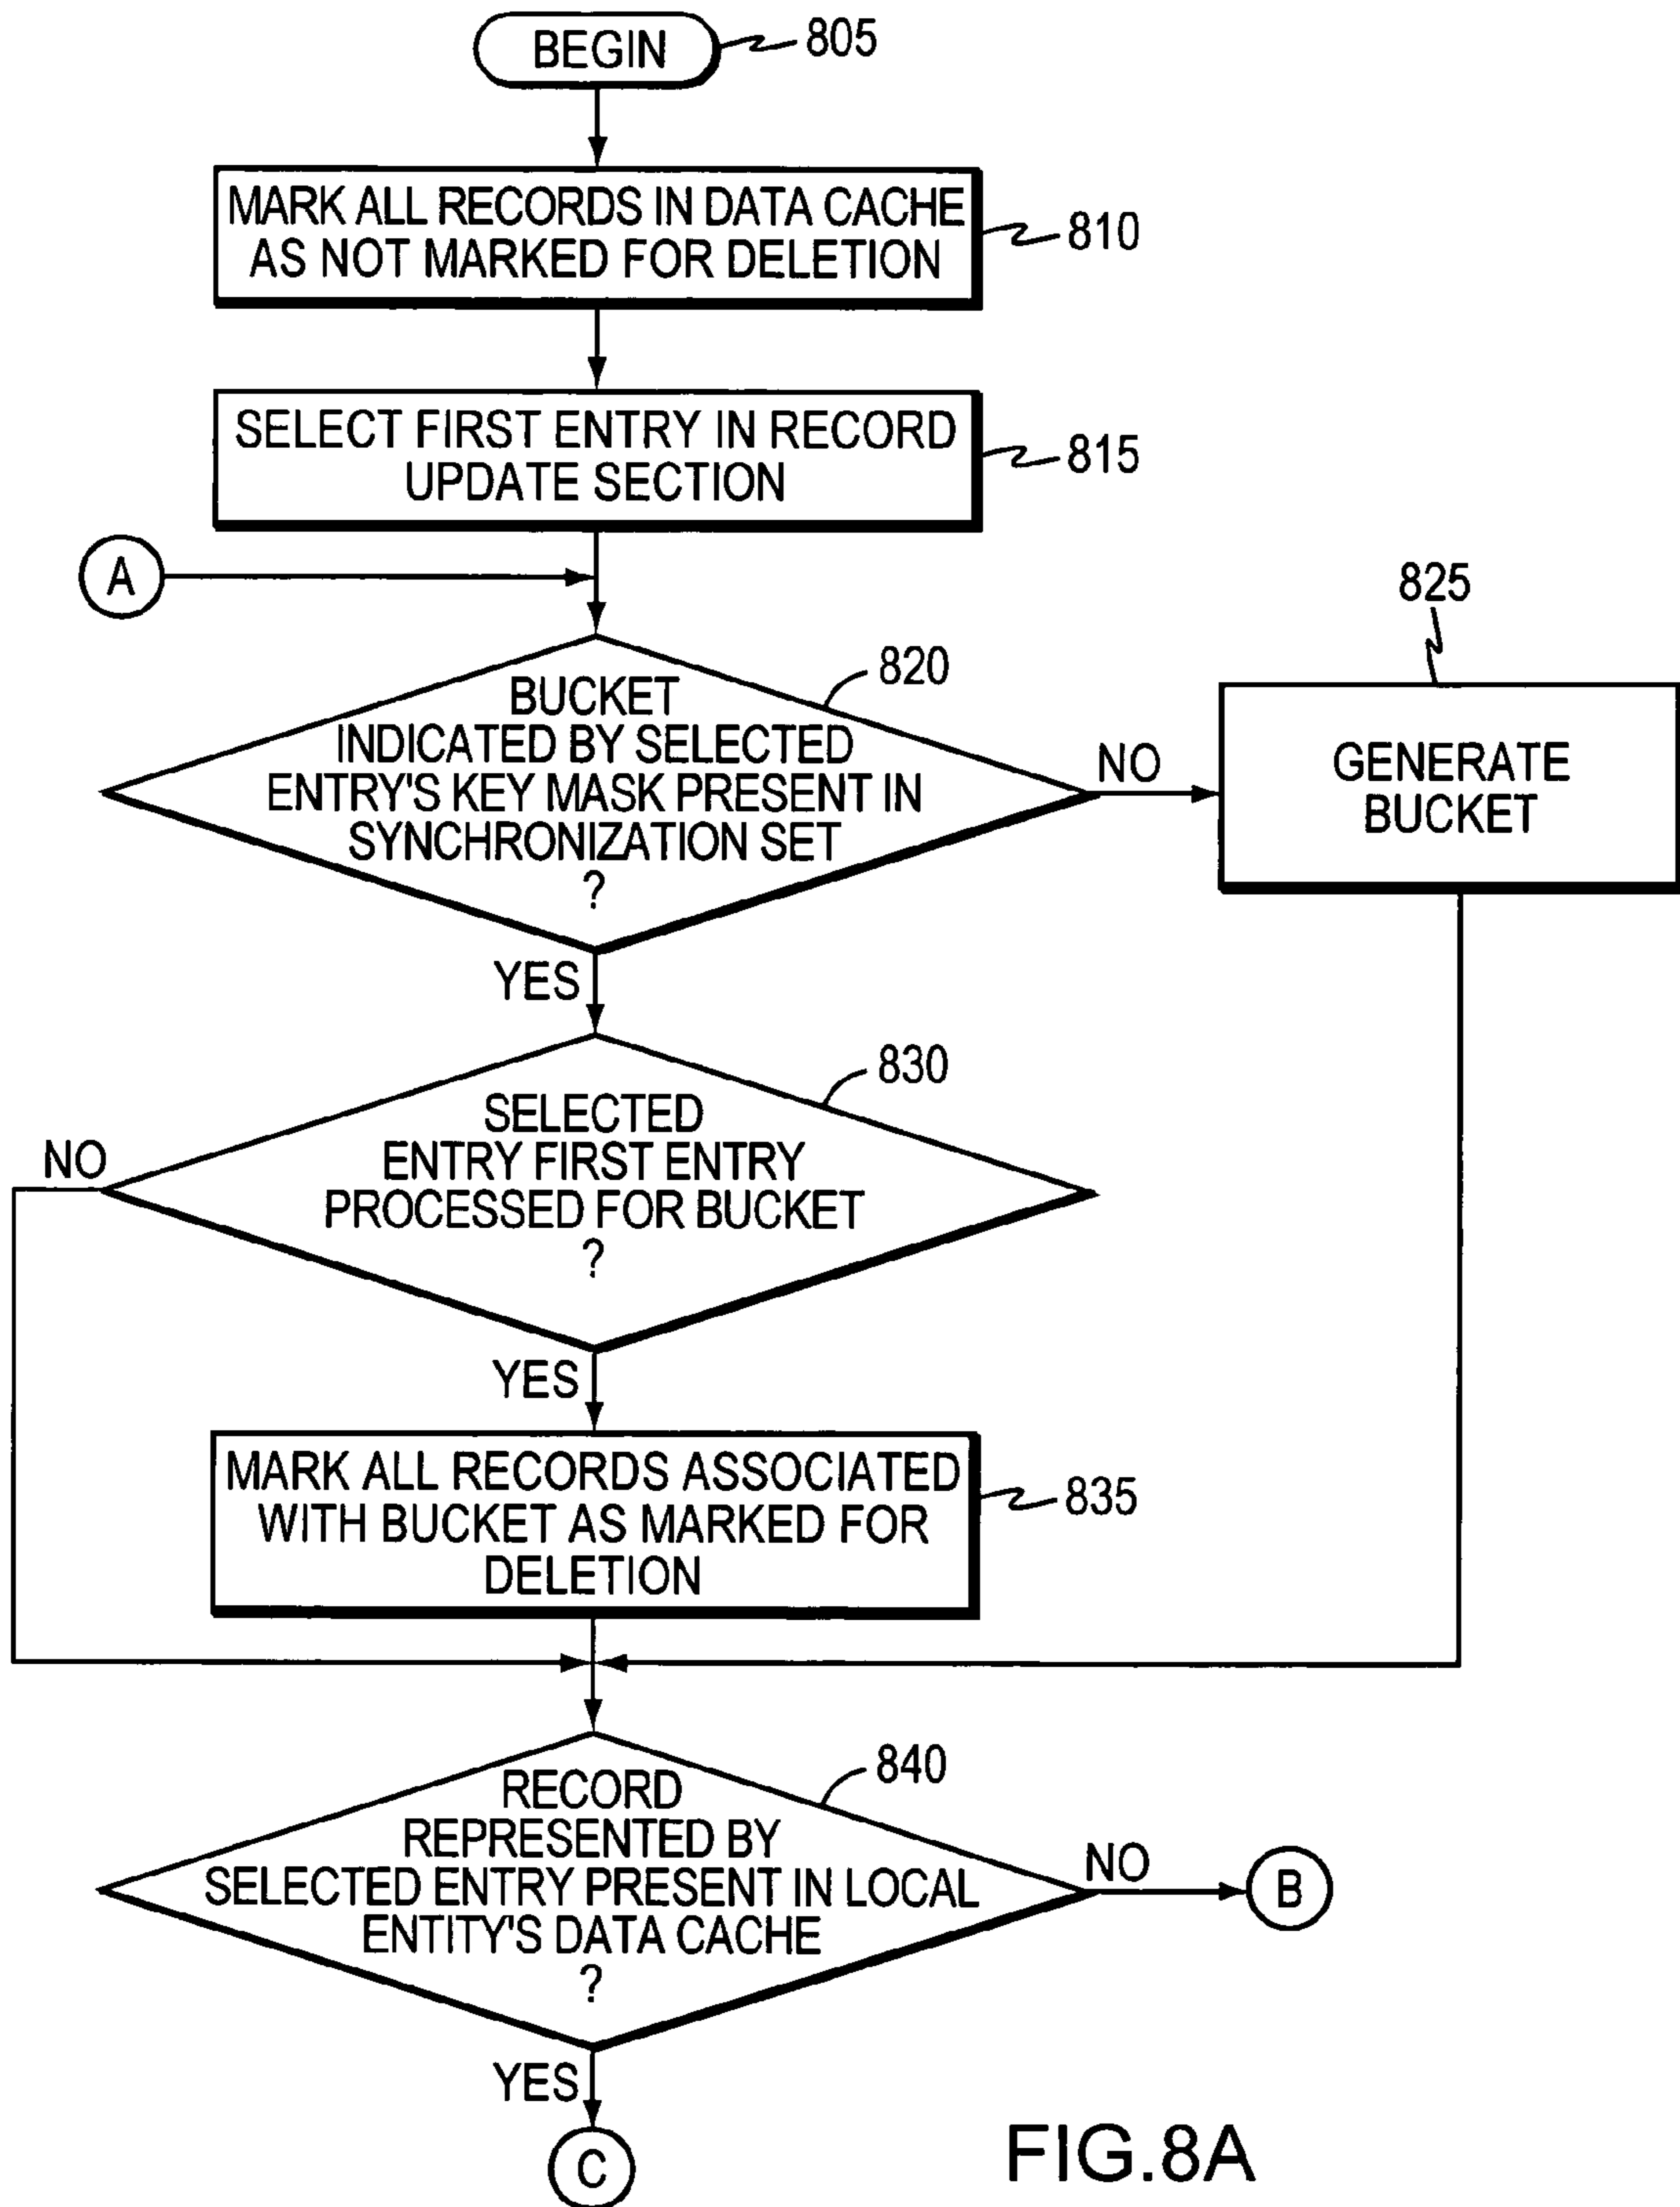 BEGIN
805
MARK ALL RECORDS IN DATA CACHE
AS NOT MARKED FOR DELETION
810
SELECT FIRST ENTRY IN RECORD
UPDATE SECTION
815
A
BUCKET
INDICATED BY SELECTED
ENTRY'S KEY MASK PRESENT IN
SYNCHRONIZATION SET
?
820
NO
825
GENERATE
BUCKET
YES
SELECTED
ENTRY FIRST ENTRY
PROCESSED FOR BUCKET
?
830
NO
YES
MARK ALL RECORDS ASSOCIATED
WITH BUCKET AS MARKED FOR
DELETION
835
RECORD
REPRESENTED BY
SELECTED ENTRY PRESENT IN LOCAL
ENTITY'S DATA CACHE
?
840
NO
B
YES
C
FIG.8A